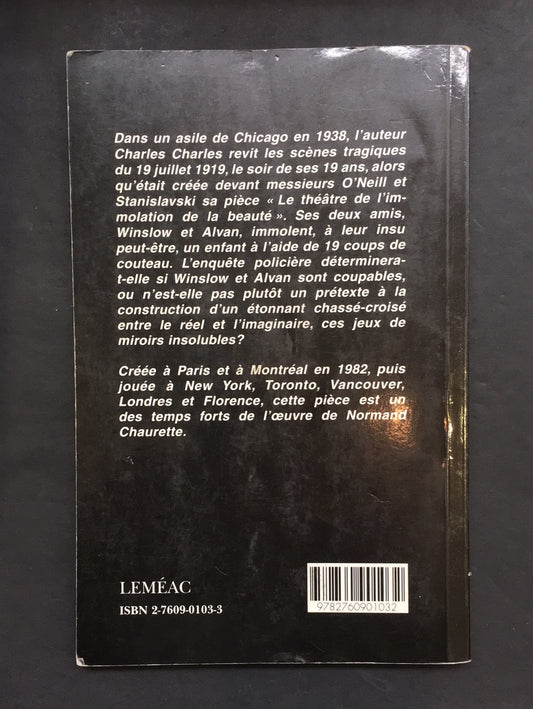 Dans un asile de Chicago en 1938, l'auteur
Charles Charles revit les scènes tragiques
du 19 juillet 1919, le soir de ses 19 ans, alors
qu'était créée devant messieurs O'Neill et
Stanislavski sa pièce « Le théâtre de l'im-
molation de la beauté ». Ses deux amis,
Winslow et Alvan, immolent, à leur insu
peut-être, un enfant à l'aide de 19 coups de
couteau. L'enquête policière déterminera-
t-elle si Winslow et Alvan sont coupables,
ou n'est-elle pas plutôt un prétexte à la
construction d'un étonnant chassé-croisé
entre le réel et l'imaginaire, ces jeux de
miroirs insolubles?
Créée à Paris et à Montréal en 1982, puis
jouée à New York, Toronto, Vancouver,
Londres et Florence, cette pièce est un
des temps forts de l'œuvre de Normand
Chaurette.
LEMÉAC
ISBN 2-7609-0103-3
9782760901032